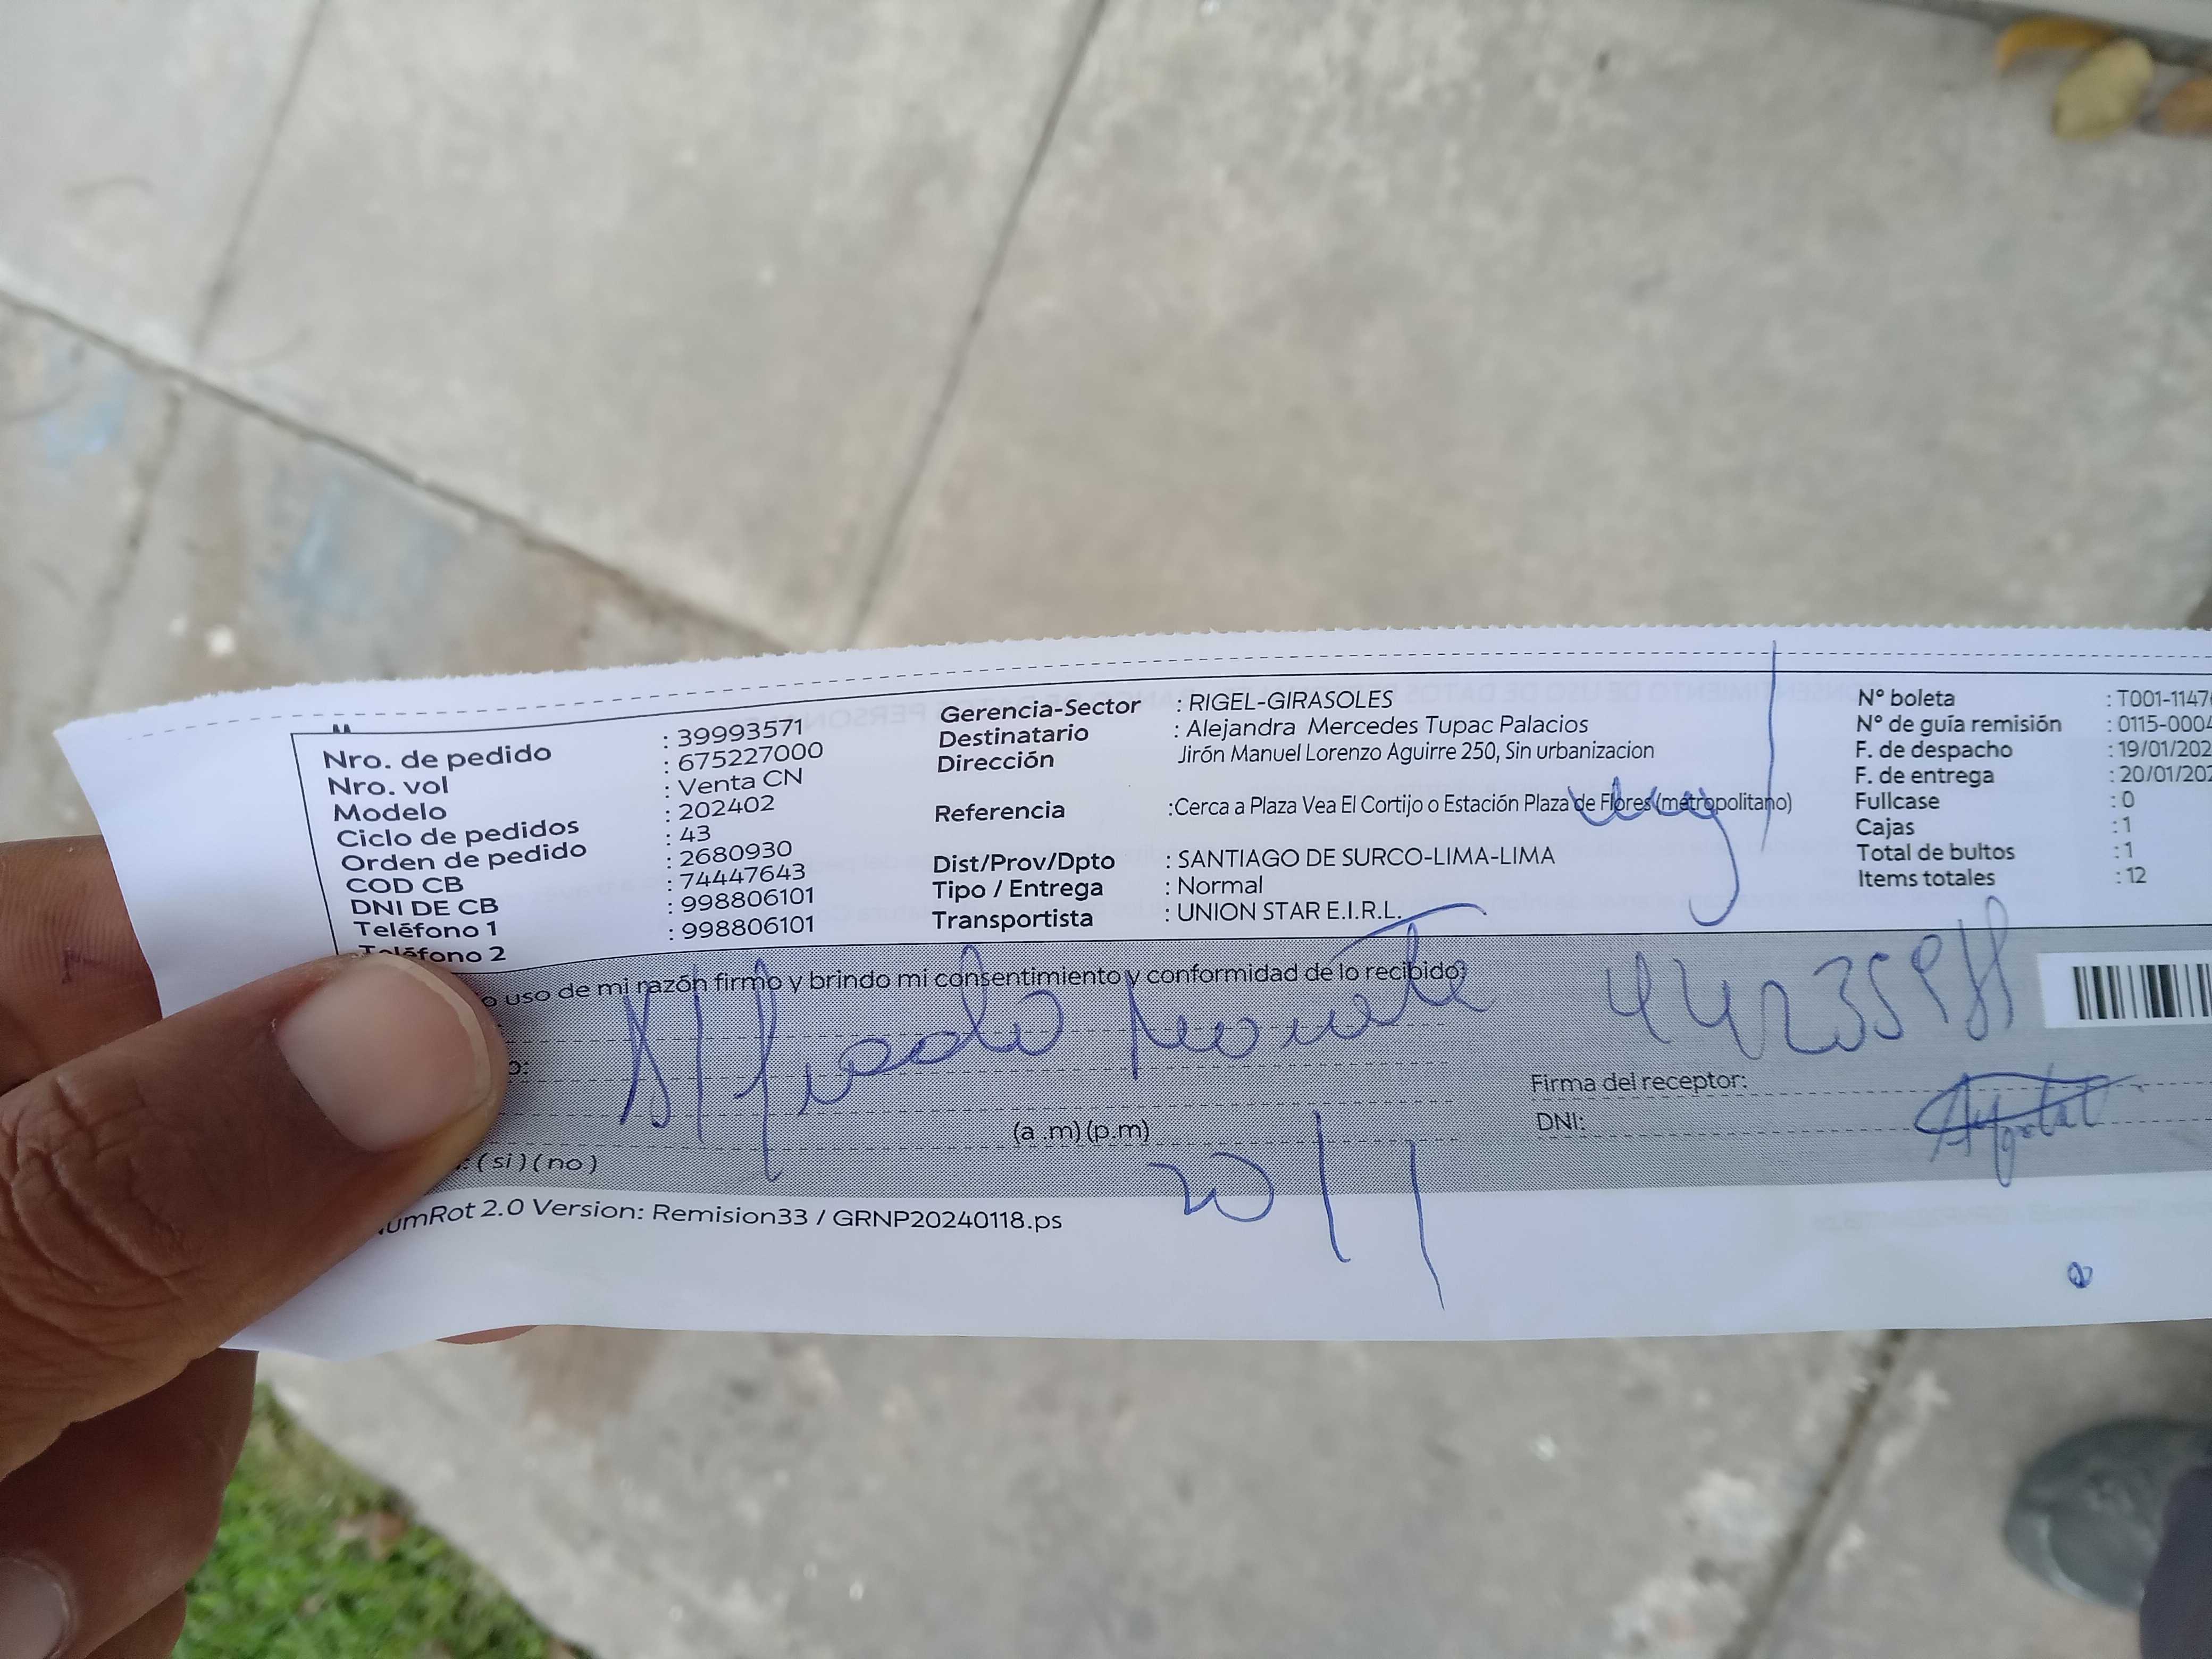 Nro. de pedido : 39993571
Nro. vol : 675227000
Modelo : Venta CN
Ciclo de pedidos : 202402
Orden de pedido : 43
COD CB : 2680930
DNI DE CB : 74447643
Teléfono 1 : 998806101
Teléfono 2 : 998806101
Gerencia-Sector : RIGEL-GIRASOLES
Destinatario : Alejandra Mercedes Tupac Palacios
Dirección Jirón Manuel Lorenzo Aguirre 250, Sin urbanizacion
Referencia :Cerca a Plaza Vea El Cortijo o Estación Plaza de Flores (metropolitano)
Dist/Prov/Dpto : SANTIAGO DE SURCO-LIMA-LIMA
Tipo / Entrega : Normal
Transportista : UNION STAR E.I.R.L.
N° boleta : T001-1147
N° de guía remisión : 0115-0004
F. de despacho : 19/01/202
F. de entrega : 20/01/202
Fullcase : 0
Cajas : 1
Total de bultos : 1
Items totales : 12
o uso de mi razón firmo y brindo mi consentimiento y conformidad de lo recibido
Alfredo
Firma del receptor:
DNI:
(a .m) (p.m)
: ( si ) ( no )
umRot 2.0 Version: Remision33 / GRNP20240118.ps